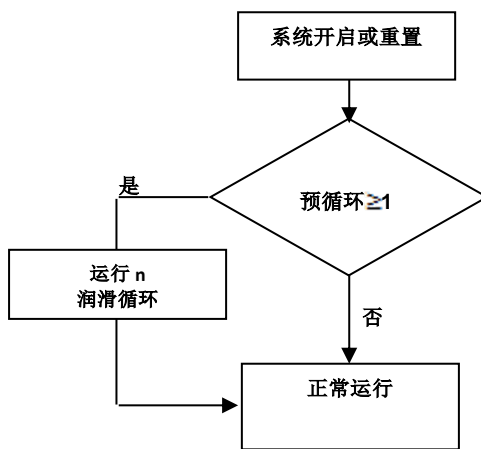 系统开启或重置
是
预循环≥1
运行 n
润滑循环
否
正常运行